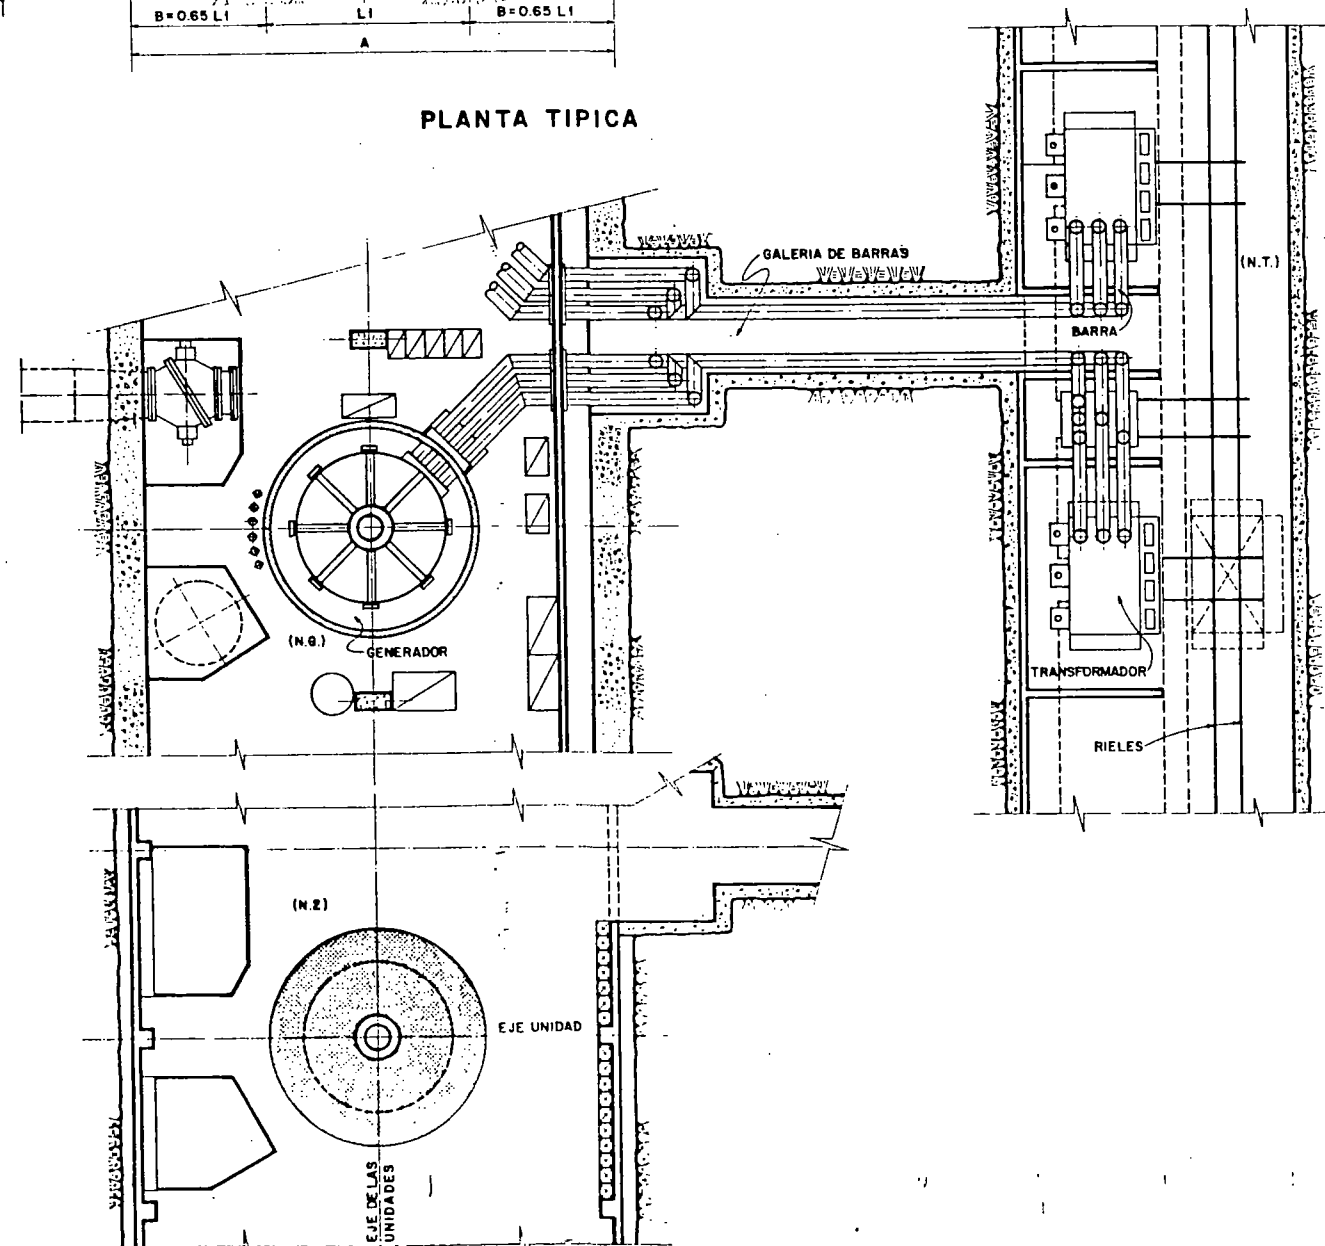 B=0.65 L1
L1
B=0.65 L1
A
PLANTA TIPICA
GALERIA DE BARRAS
(N.T.)
BARRA
(N.G.)
GENERADOR
TRANSFORMADOR
RIELES
(N.2)
EJE UNIDAD
EJE DE LAS
UNIDADES